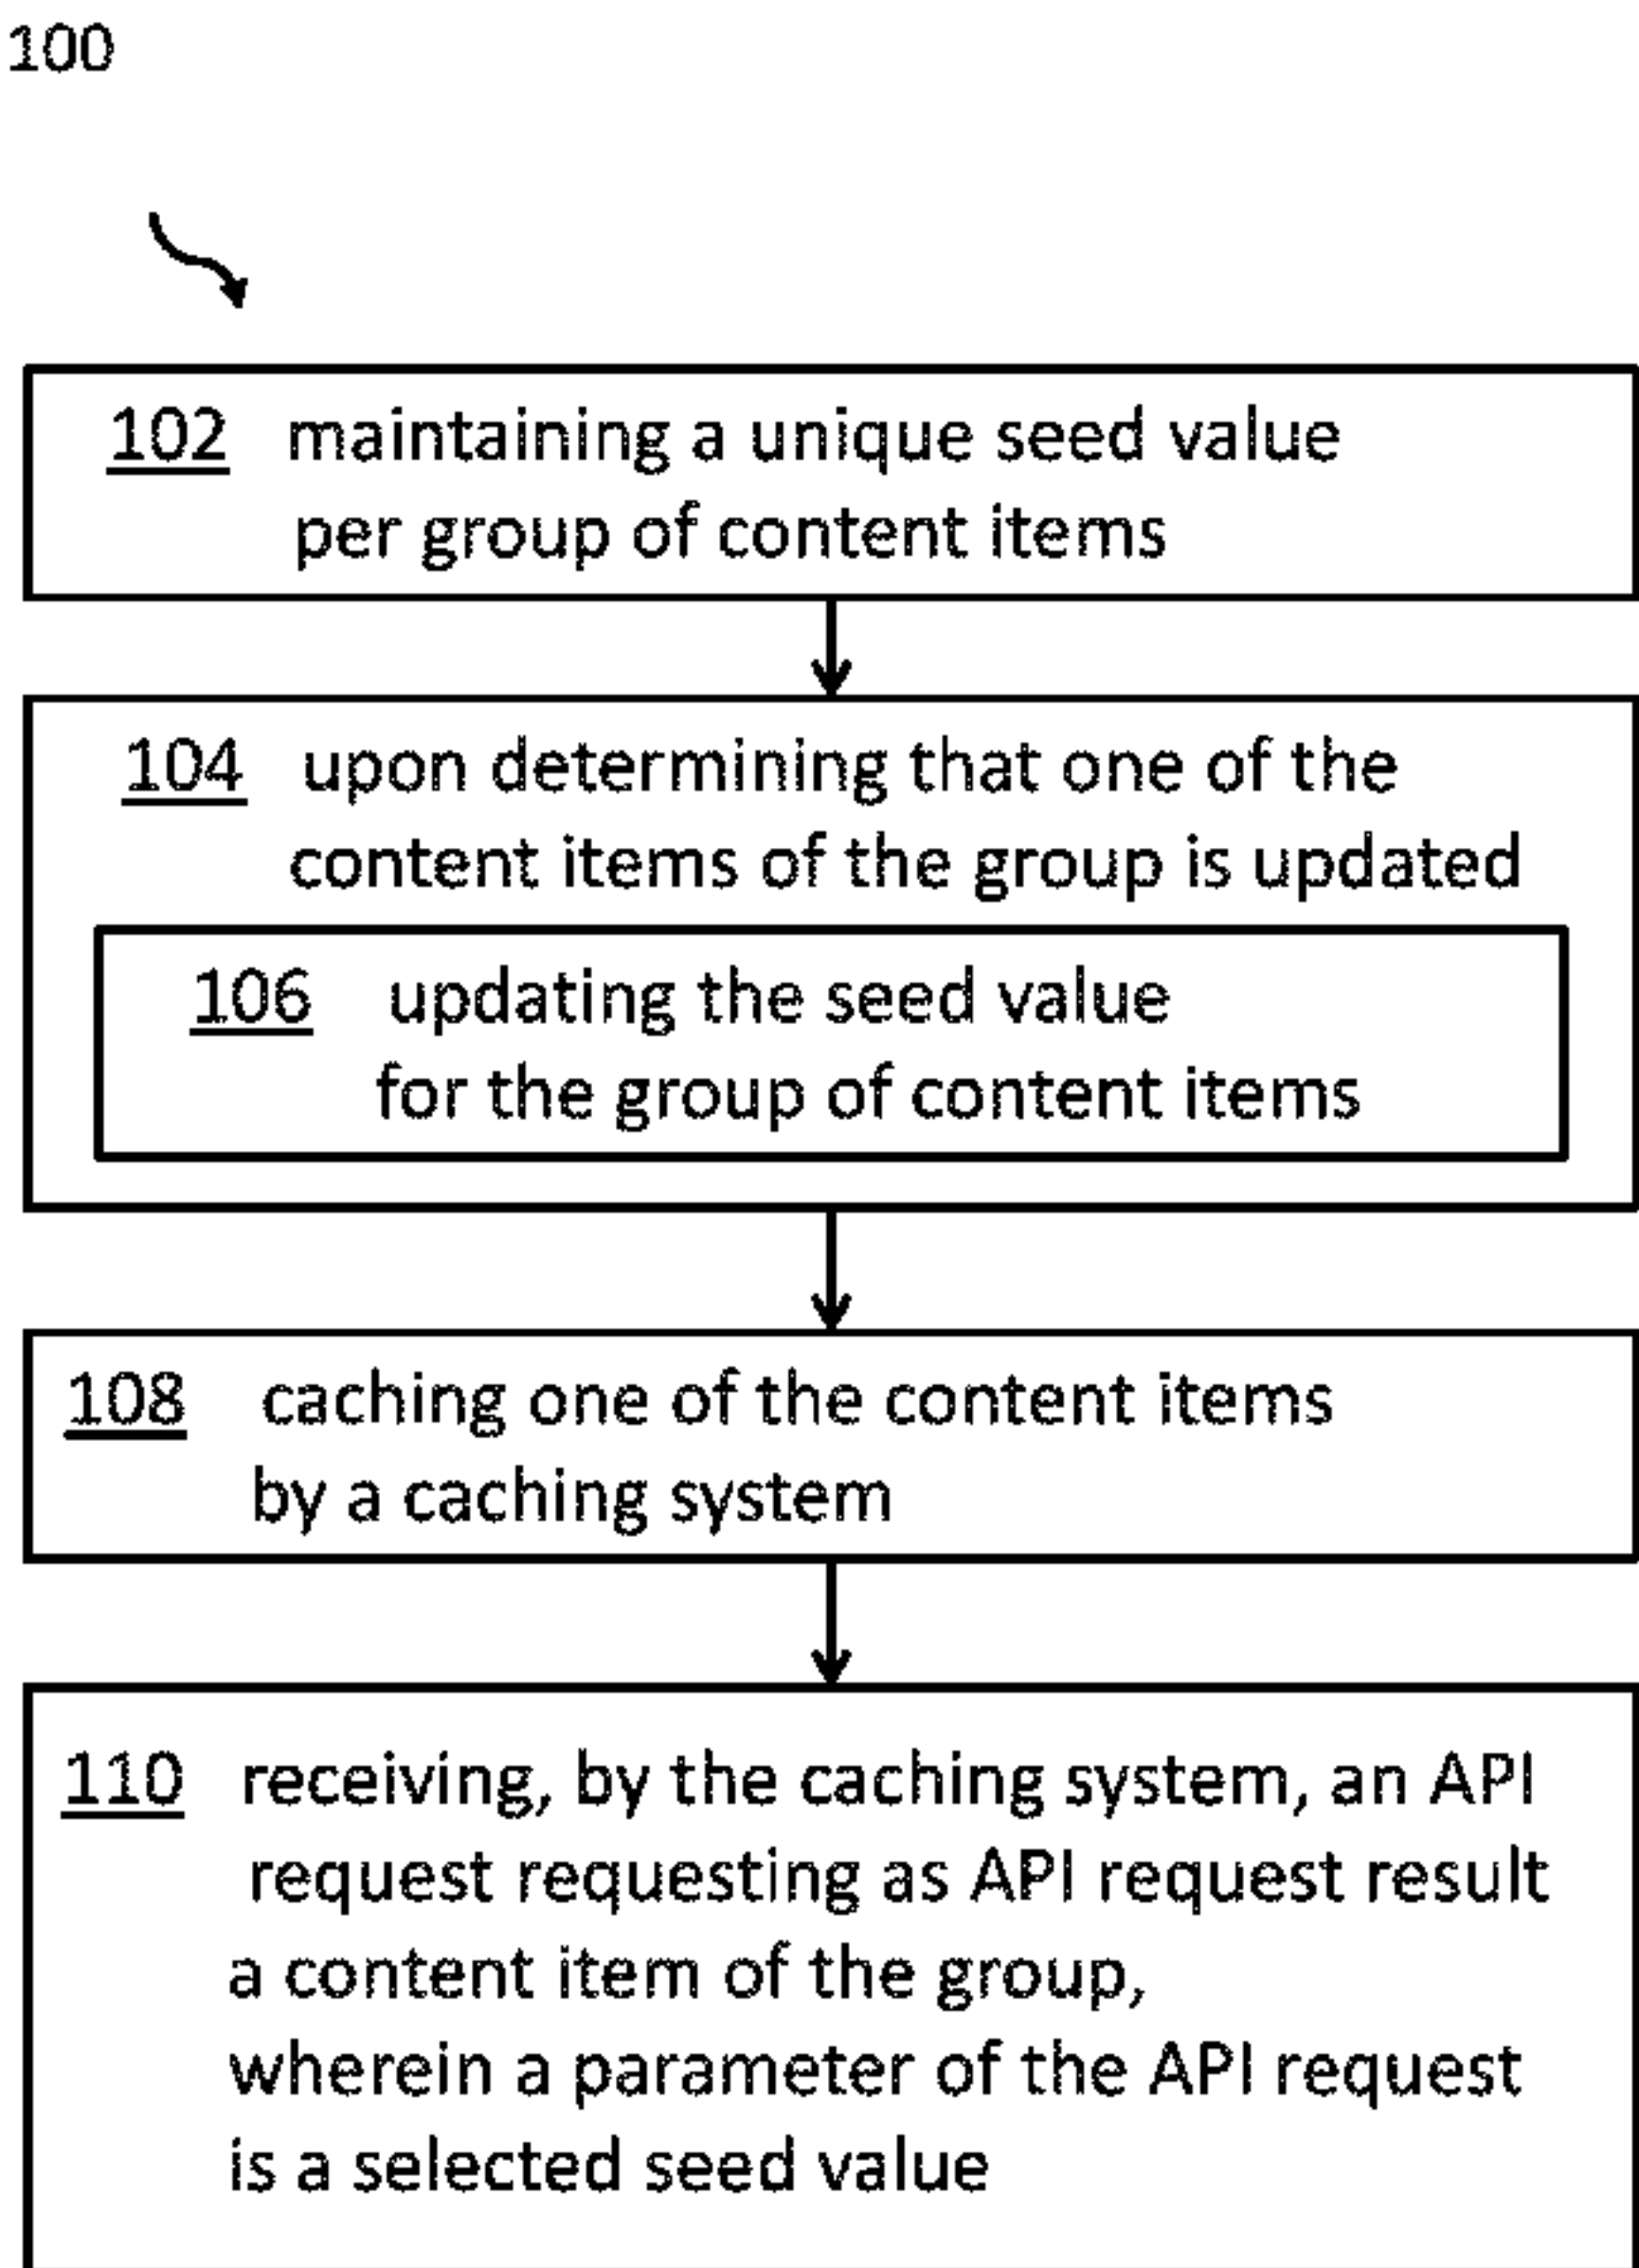 100
102 maintaining a unique seed value
per group of content items
104 upon determining that one of the
content items of the group is updated
106 updating the seed value
for the group of content items
108 caching one of the content items
by a caching system
110 receiving, by the caching system, an API
request requesting as API request result
a content item of the group,
wherein a parameter of the API request
is a selected seed value